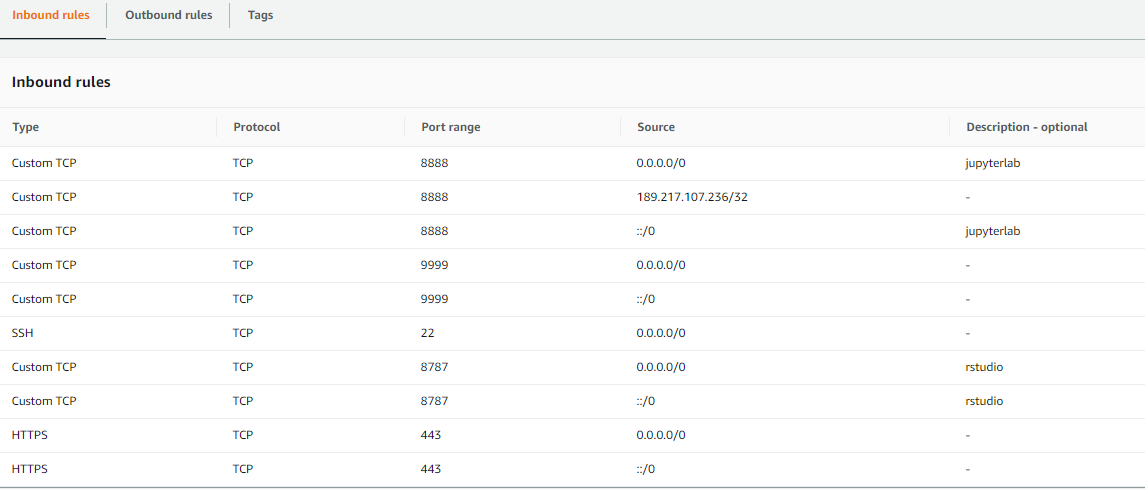 Inbound rules Outbound rules Tags
Inbound rules
Type Protocol Port range Source Description - optional
Custom TCP TCP 8888 0.0.0.0/0 jupyterlab
Custom TCP TCP 8888 189.217.107.236/32 -
Custom TCP TCP 8888 ::/0 jupyterlab
Custom TCP TCP 9999 0.0.0.0/0 -
Custom TCP TCP 9999 ::/0 -
SSH TCP 22 0.0.0.0/0 -
Custom TCP TCP 8787 0.0.0.0/0 rstudio
Custom TCP TCP 8787 ::/0 rstudio
HTTPS TCP 443 0.0.0.0/0 -
HTTPS TCP 443 ::/0 -